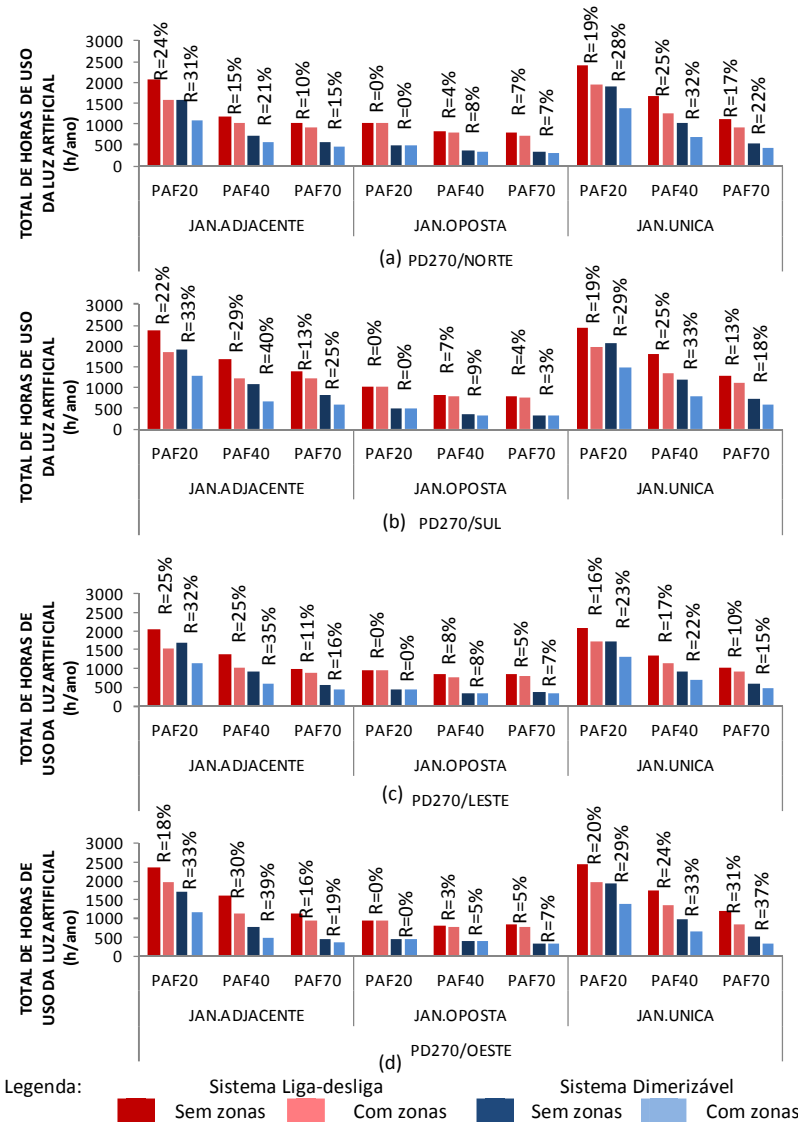 TOTAL DE HORAS DE USO
DA LUZ ARTIFICIAL
(h/ano)
3000
2500
2000
1500
1000
500
0
R=24%
R=31%
R=15%
R=21%
R=10%
R=15%
R=0%
R=0%
R=4%
R=8%
R=7%
R=7%
R=19%
R=28%
R=25%
R=32%
R=17%
R=22%
PAF20 PAF40 PAF70 PAF20 PAF40 PAF70 PAF20 PAF40 PAF70
JAN.ADJACENTE JAN.OPOSTA JAN.UNICA
(a) PD270/NORTE
TOTAL DE HORAS DE USO
DA LUZ ARTIFICIAL
(h/ano)
3000
2500
2000
1500
1000
500
0
R=22%
R=33%
R=29%
R=40%
R=13%
R=25%
R=0%
R=0%
R=7%
R=9%
R=4%
R=3%
R=19%
R=29%
R=25%
R=33%
R=13%
R=18%
PAF20 PAF40 PAF70 PAF20 PAF40 PAF70 PAF20 PAF40 PAF70
JAN.ADJACENTE JAN.OPOSTA JAN.UNICA
(b) PD270/SUL
TOTAL DE HORAS DE
USO DA LUZ ARTIFICIAL
(h/ano)
3000
2500
2000
1500
1000
500
0
R=25%
R=32%
R=25%
R=35%
R=11%
R=16%
R=0%
R=0%
R=8%
R=8%
R=5%
R=7%
R=16%
R=23%
R=17%
R=22%
R=10%
R=15%
PAF20 PAF40 PAF70 PAF20 PAF40 PAF70 PAF20 PAF40 PAF70
JAN.ADJACENTE JAN.OPOSTA JAN.UNICA
(c) PD270/LESTE
TOTAL DE HORAS DE
USO DA LUZ ARTIFICIAL
(h/ano)
3000
2500
2000
1500
1000
500
0
R=18%
R=33%
R=30%
R=39%
R=16%
R=19%
R=0%
R=0%
R=3%
R=5%
R=5%
R=7%
R=20%
R=29%
R=24%
R=33%
R=31%
R=37%
PAF20 PAF40 PAF70 PAF20 PAF40 PAF70 PAF20 PAF40 PAF70
JAN.ADJACENTE JAN.OPOSTA JAN.UNICA
(d) PD270/OESTE
Legenda: Sistema Liga-desliga Sistema Dimerizável
Sem zonas Com zonas Sem zonas Com zonas